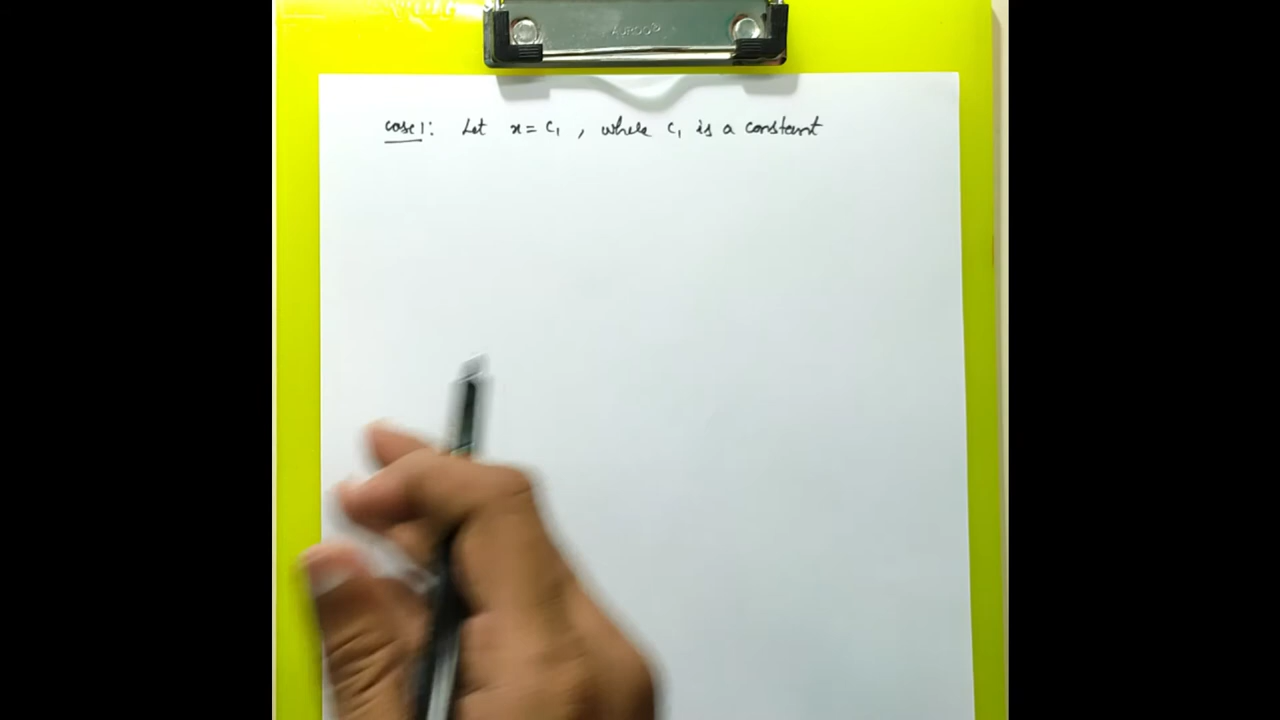 case 1: Let x = c₁ , where c₁ is a constant